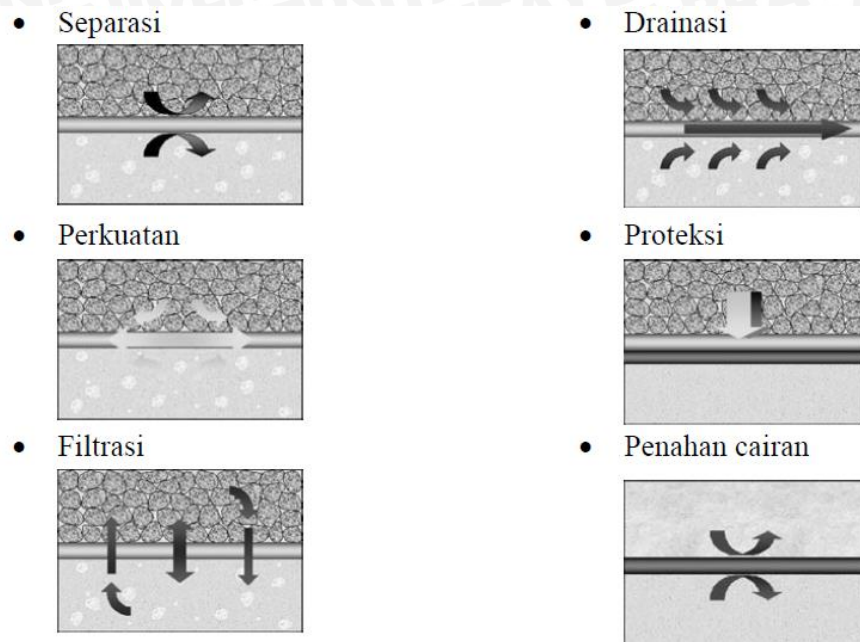 • Separasi
• Drainasi
• Perkuatan
• Proteksi
• Filtrasi
• Penahan cairan